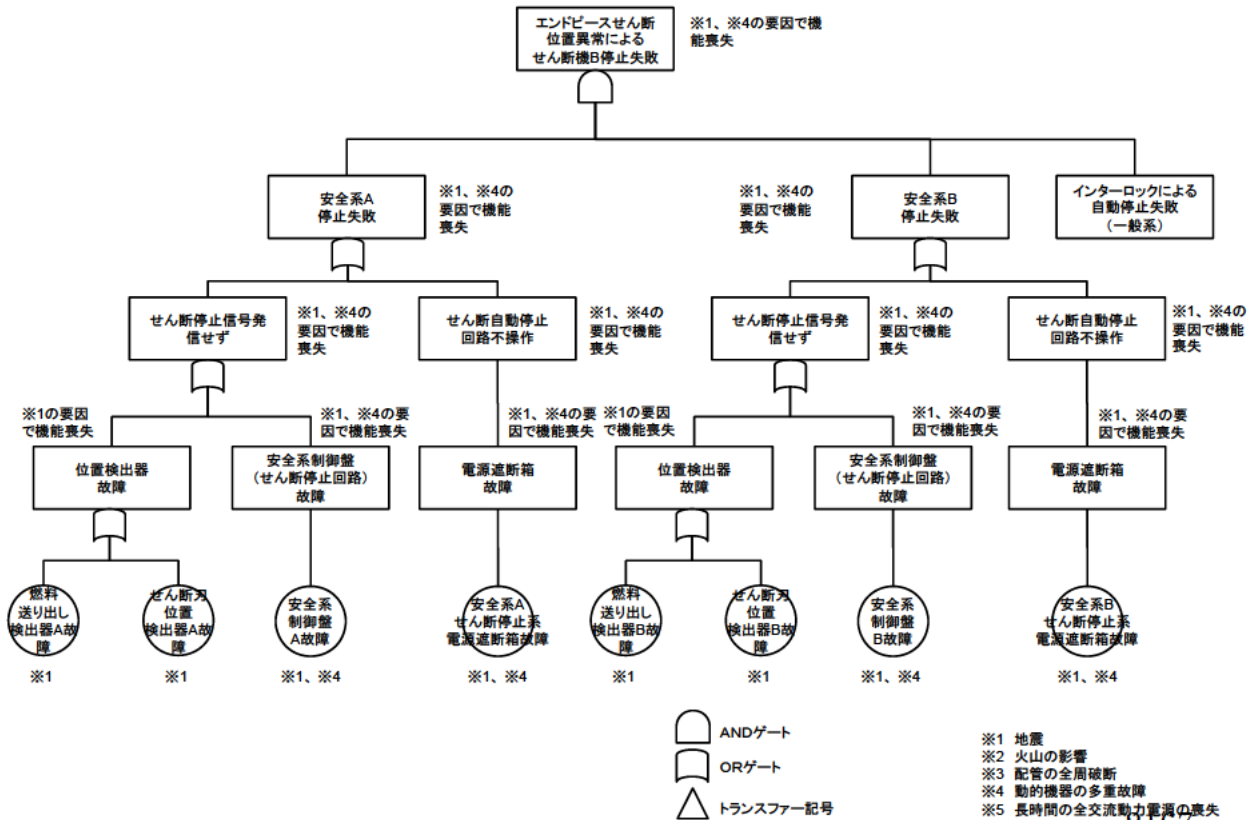 エンドピースせん断
位置異常による
せん断機B停止失敗
※1、※4の要因で機
能喪失
安全系A
停止失敗
※1、※4の
要因で機能
喪失
※1、※4の
要因で機能
喪失
安全系B
停止失敗
インターロックによる
自動停止失敗
(一般系)
せん断停止信号発
信せず
※1、※4の
要因で機能
喪失
せん断自動停止
回路不操作
※1、※4の
要因で機能
喪失
せん断停止信号発
信せず
※1、※4の
要因で機能
喪失
せん断自動停止
回路不操作
※1、※4の
要因で機能
喪失
※1の要因
で機能喪失
※1、※4の要
因で機能喪失
※1、※4の要
因で機能喪失
※1の要因
で機能喪失
※1、※4の要
因で機能喪失
※1、※4の要
因で機能喪失
位置検出器
故障
安全系制御盤
(せん断停止回路)
故障
電源遮断箱
故障
位置検出器
故障
安全系制御盤
(せん断停止回路)
故障
電源遮断箱
故障
燃料
送り出し
検出器A故
障
せん断刃
位置
検出器A故
障
安全系
制御盤
A故障
安全系A
せん断停止系
電源遮断箱故障
燃料
送り出し
検出器B故
障
せん断刃
位置
検出器B故
障
安全系
制御盤
B故障
安全系B
せん断停止系
電源遮断箱故障
※1
※1
※1、※4
※1、※4
※1
※1
※1、※4
※1、※4
ANDゲート
ORゲート
トランスファー記号
※1 地震
※2 火山の影響
※3 配管の全周破断
※4 動的機器の多重故障
※5 長時間の全交流動力電源の喪失